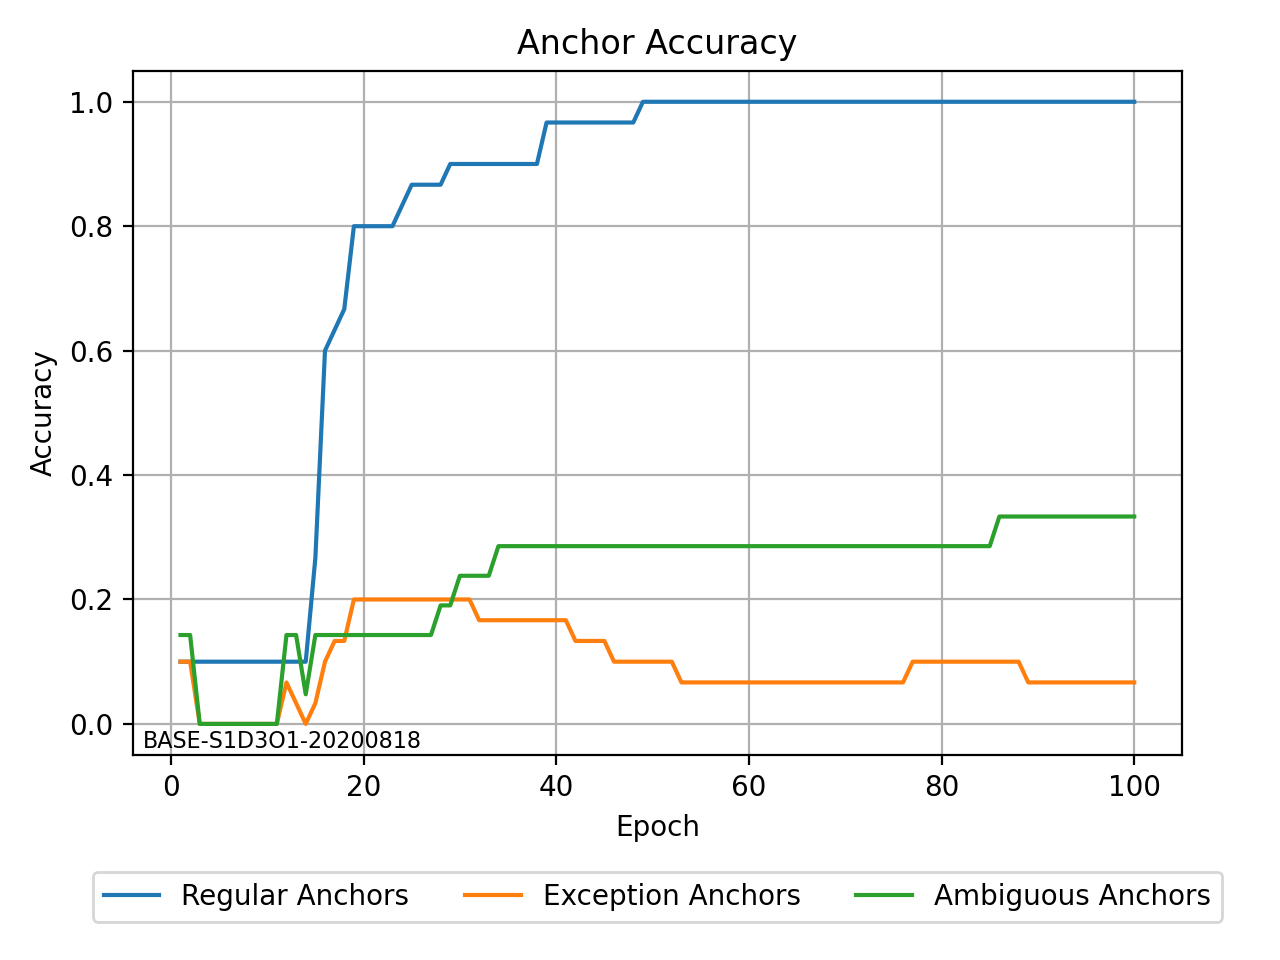 Anchor Accuracy
1.0
0.8
0.6
0.4
0.2
0.0
Accuracy
BASE-S1D3O1-20200818
0 20 40 60 80 100
Epoch
Regular Anchors Exception Anchors Ambiguous Anchors